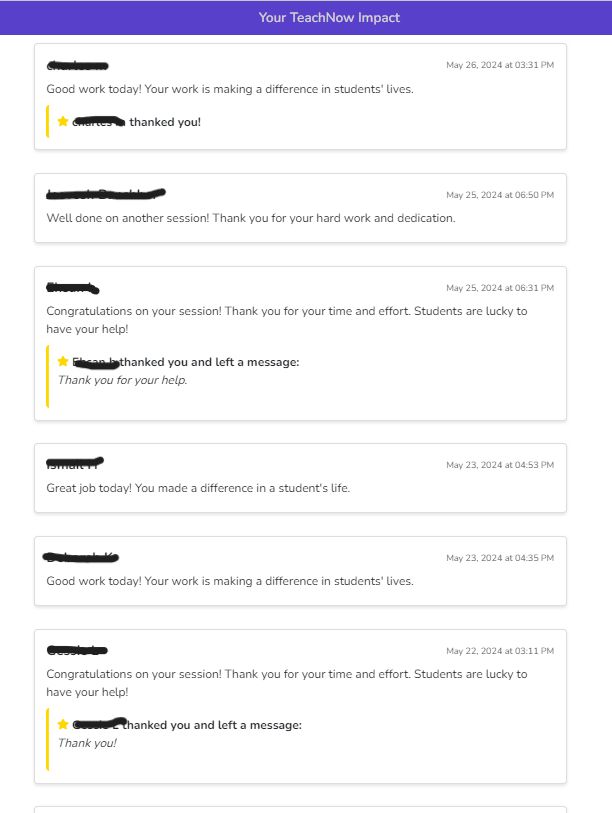 Your TeachNow Impact
May 26, 2024 at 03:31 PM
Good work today! Your work is making a difference in students' lives.
thanked you!
May 25, 2024 at 06:50 PM
Well done on another session! Thank you for your hard work and dedication.
May 25, 2024 at 06:31 PM
Congratulations on your session! Thank you for your time and effort. Students are lucky to
have your help!
thanked you and left a message:
Thank you for your help.
May 23, 2024 at 04:53 PM
Great job today! You made a difference in a student's life.
May 23, 2024 at 04:35 PM
Good work today! Your work is making a difference in students' lives.
May 22, 2024 at 03:11 PM
Congratulations on your session! Thank you for your time and effort. Students are lucky to
have your help!
thanked you and left a message:
Thank you!